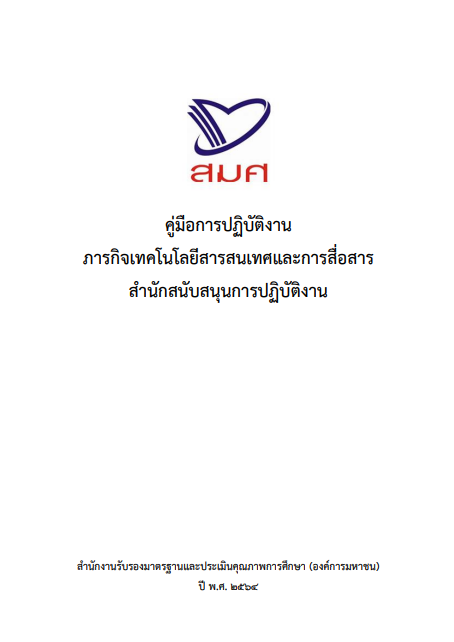 สมศ
คู่มือการปฏิบัติงาน
ภารกิจเทคโนโลยีสารสนเทศและการสื่อสาร
สำนักสนับสนุนการปฏิบัติงาน
สำนักงานรับรองมาตรฐานและประเมินคุณภาพการศึกษา (องค์การมหาชน)
ปี พ.ศ. ๒๕๖๔